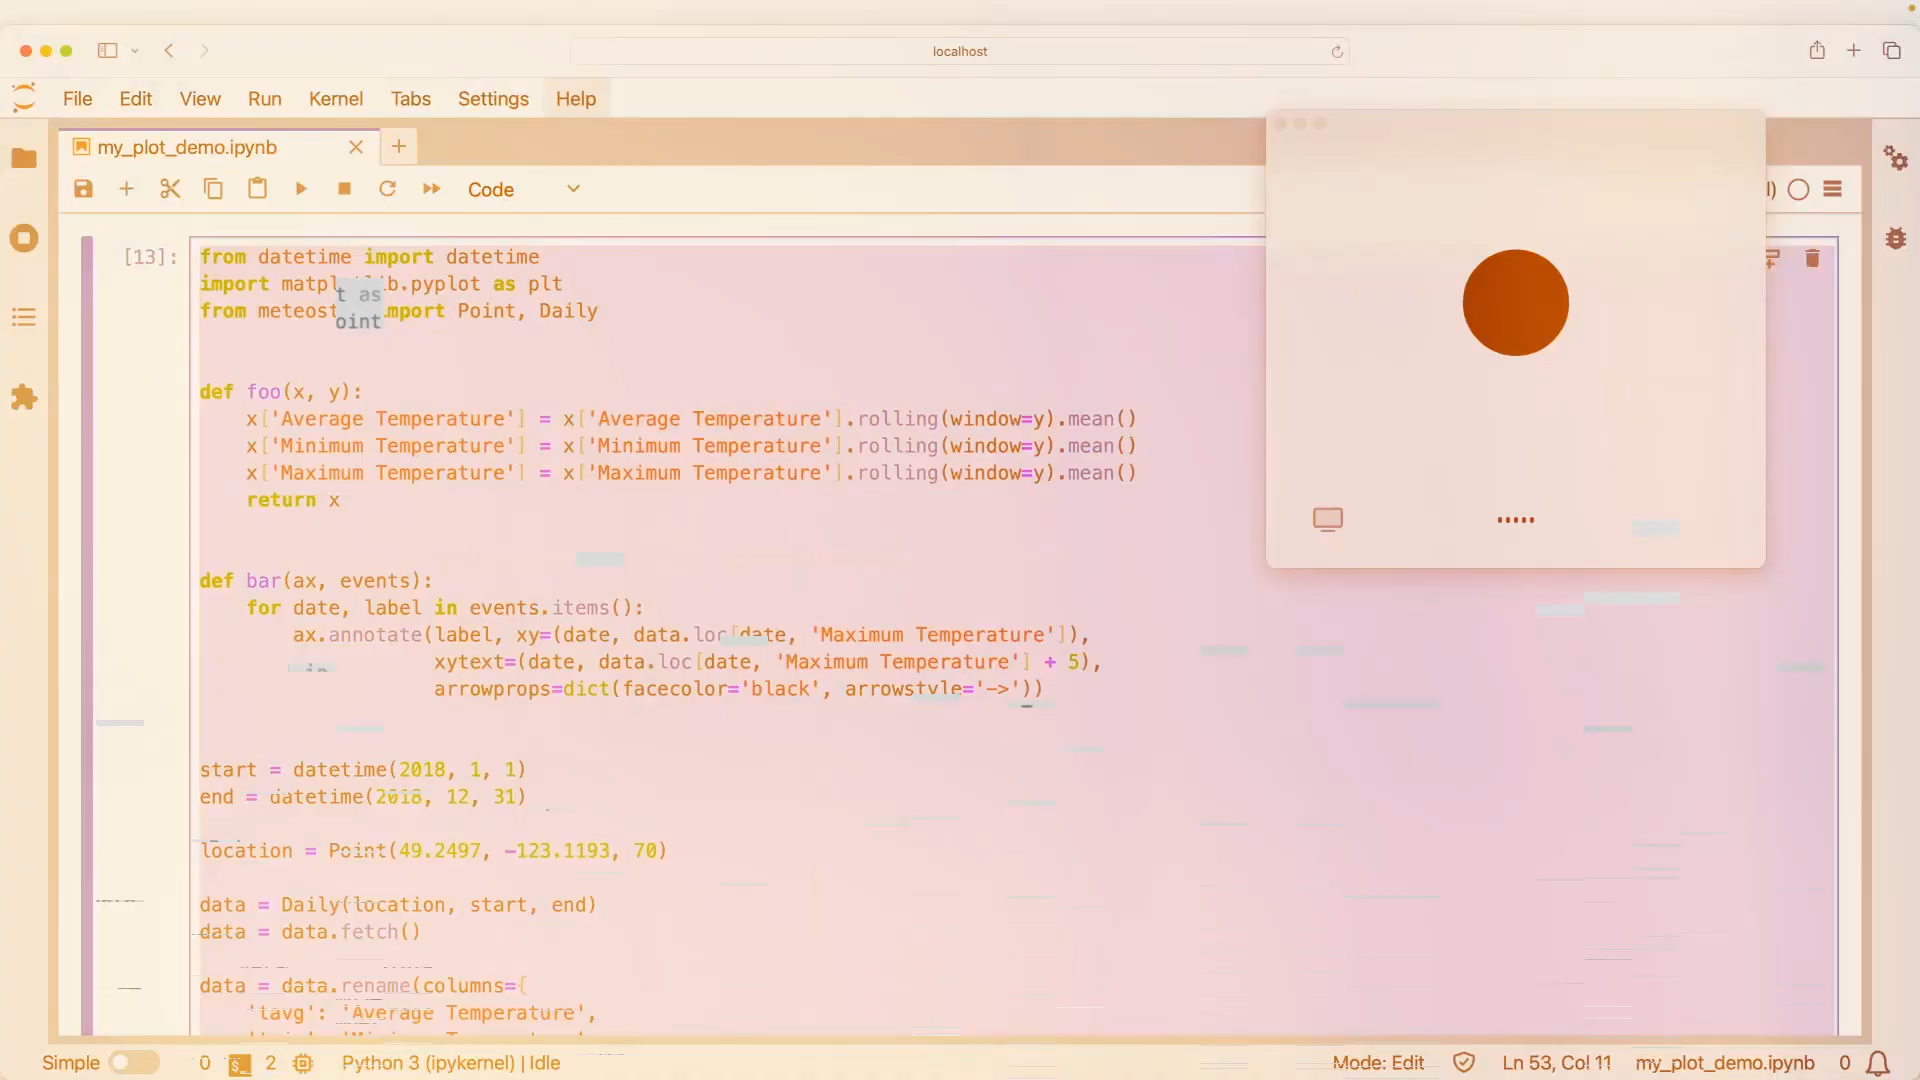 localhost
File Edit View Run Kernel Tabs Settings Help
my_plot_demo.ipynb
Code
[13]:
from datetime import datetime
import matpl t as b.pyplot as plt
from meteost oint import Point, Daily
def foo(x, y):
x['Average Temperature'] = x['Average Temperature'].rolling(window=y).mean()
x['Minimum Temperature'] = x['Minimum Temperature'].rolling(window=y).mean()
x['Maximum Temperature'] = x['Maximum Temperature'].rolling(window=y).mean()
return x
def bar(ax, events):
for date, label in events.items():
ax.annotate(label, xy=(date, data.loc[date, 'Maximum Temperature']),
xytext=(date, data.loc[date, 'Maximum Temperature'] + 5),
arrowprops=dict(facecolor='black', arrowstyle='->'))
start = datetime(2018, 1, 1)
end = datetime(2018, 12, 31)
location = Point(49.2497, -123.1193, 70)
data = Daily(location, start, end)
data = data.fetch()
data = data.rename(columns={
'tavg': 'Average Temperature',
Simple 0 $_ 2 Python 3 (ipykernel) | Idle Mode: Edit Ln 53, Col 11 my_plot_demo.ipynb 0